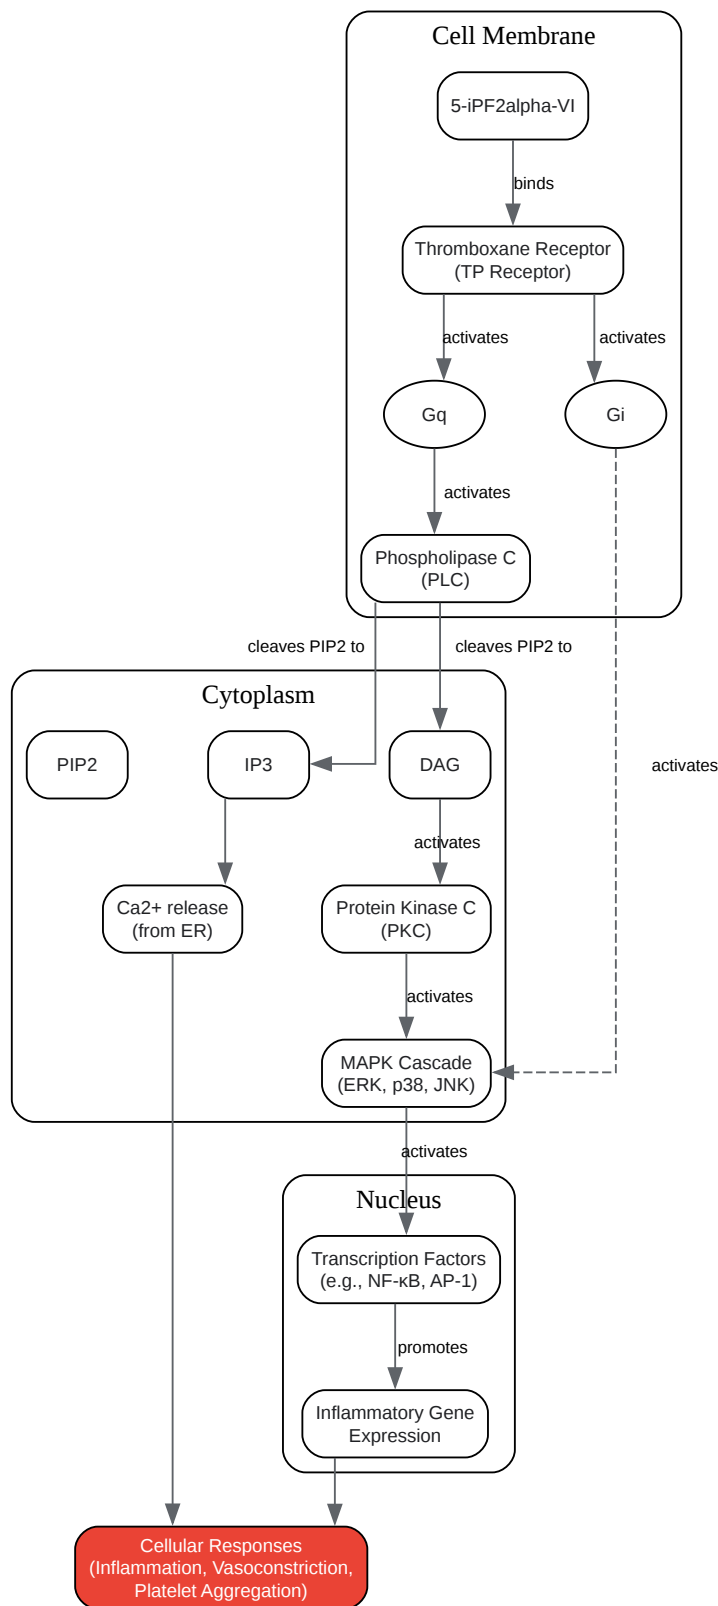 Cell Membrane
5-iPF2alpha-VI
binds
Thromboxane Receptor
(TP Receptor)
activates
activates
Gq
Gi
activates
Phospholipase C
(PLC)
cleaves PIP2 to
cleaves PIP2 to
Cytoplasm
PIP2
IP3
DAG
activates
activates
Ca2+ release
(from ER)
Protein Kinase C
(PKC)
activates
MAPK Cascade
(ERK, p38, JNK)
activates
Nucleus
Transcription Factors
(e.g., NF-κB, AP-1)
promotes
Inflammatory Gene
Expression
Cellular Responses
(Inflammation, Vasoconstriction,
Platelet Aggregation)